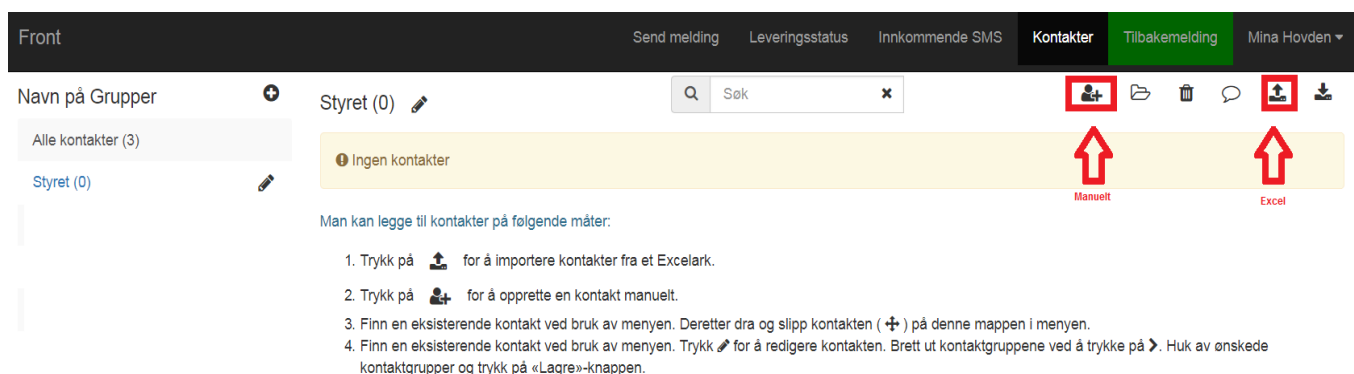 Front Send melding Leveringsstatus Innkommende SMS Kontakter Tilbakemelding Mina Hovden
Navn på Grupper
Alle kontakter (3)
Styret (0)
Styret (0)
Søk
Ingen kontakter
Manuelt
Excel
Man kan legge til kontakter på følgende måter:
1. Trykk på for å importere kontakter fra et Excelark.
2. Trykk på for å opprette en kontakt manuelt.
3. Finn en eksisterende kontakt ved bruk av menyen. Deretter dra og slipp kontakten ( ) på denne mappen i menyen.
4. Finn en eksisterende kontakt ved bruk av menyen. Trykk for å redigere kontakten. Brett ut kontaktgruppene ved å trykke på . Huk av ønskede
kontaktgrupper og trykk på «Lagre»-knappen.